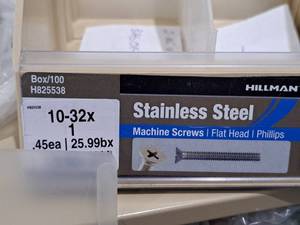 Box/100
H825538
HILLMAN
10-32x
1
.45ea | 25.99bx
Stainless Steel
Machine Screws | Flat Head | Phillips